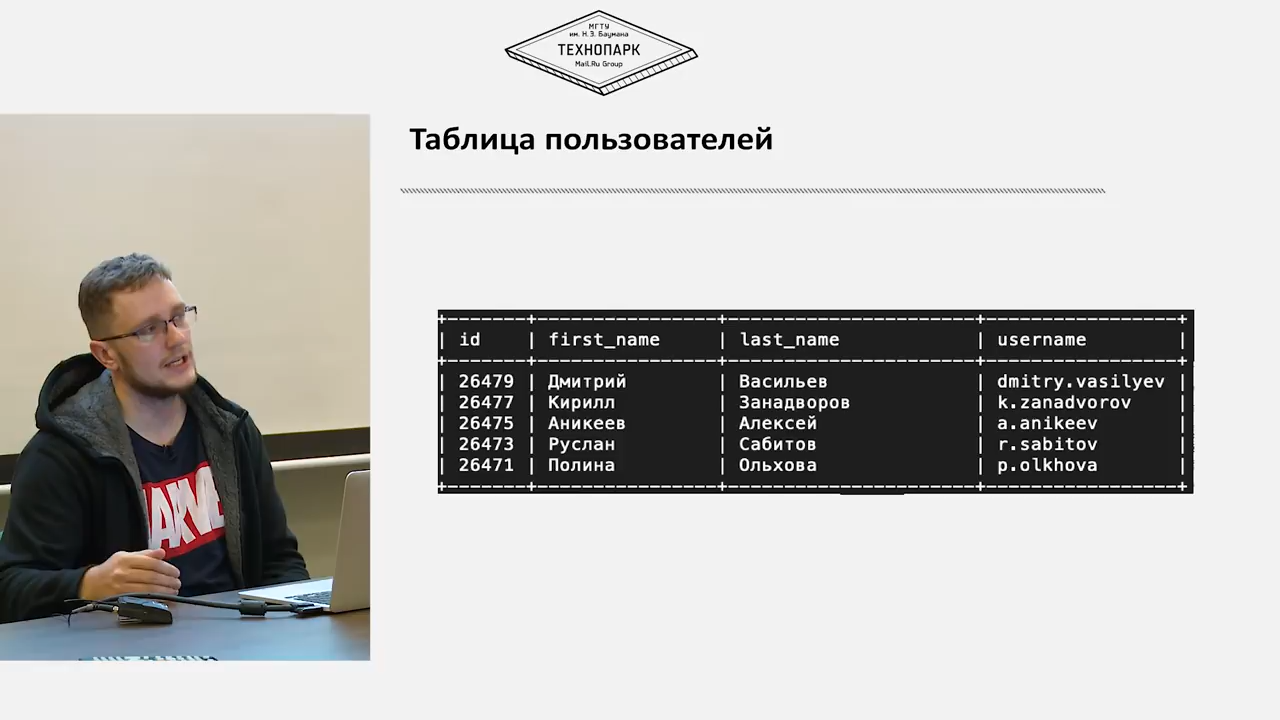 МГТУ
им. Н.Э. Баумана
ТЕХНОПАРК
Mail.Ru Group
Таблица пользователей
| id | first_name | last_name | username |
| 26479 | Дмитрий | Васильев | dmitry.vasilyev |
| 26477 | Кирилл | Занадворов | k.zanadvorov |
| 26475 | Аникеев | Алексей | a.anikeev |
| 26473 | Руслан | Сабитов | r.sabitov |
| 26471 | Полина | Ольхова | p.olkhova |
MARVEL